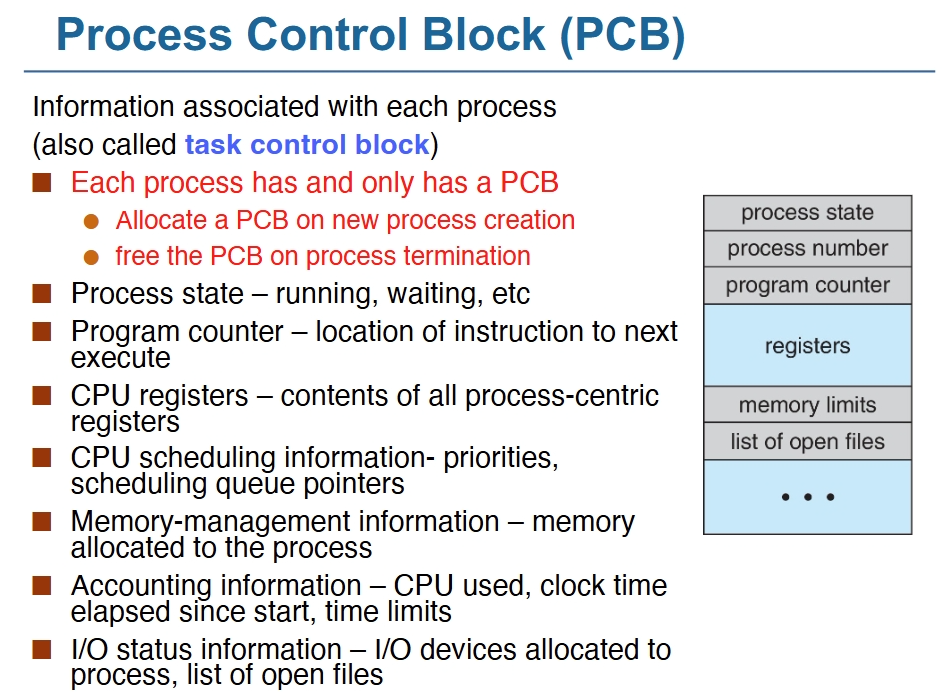 Process Control Block (PCB)
Information associated with each process
(also called task control block)
Each process has and only has a PCB
Allocate a PCB on new process creation
free the PCB on process termination
Process state – running, waiting, etc
Program counter – location of instruction to next
execute
CPU registers – contents of all process-centric
registers
CPU scheduling information- priorities,
scheduling queue pointers
Memory-management information – memory
allocated to the process
Accounting information – CPU used, clock time
elapsed since start, time limits
I/O status information – I/O devices allocated to
process, list of open files
process state
process number
program counter
registers
memory limits
list of open files
• • •